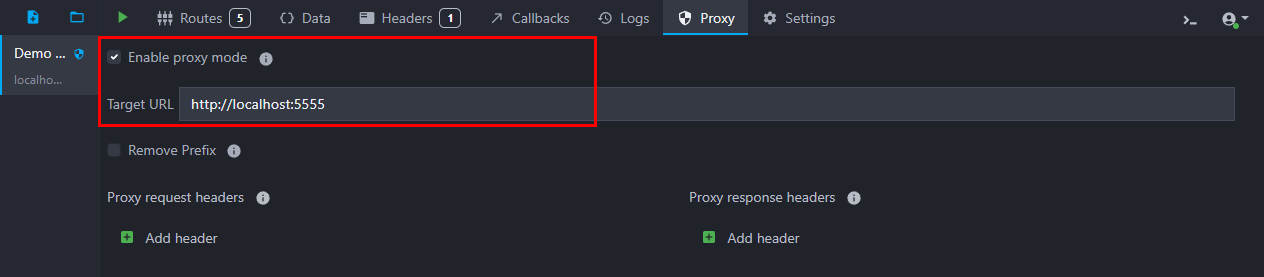 Routes 5 Data Headers 1 Callbacks Logs Proxy Settings
Demo ...
localho...
Enable proxy mode
Target URL http://localhost:5555
Remove Prefix
Proxy request headers Proxy response headers
Add header Add header